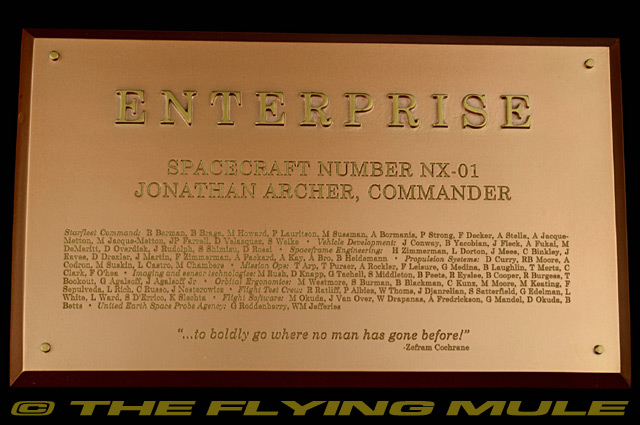 ENTERPRISE
SPACECRAFT NUMBER NX-01
JONATHAN ARCHER, COMMANDER
Starfleet Command: R Berman, B Braga, M Howard, P Lauritson, M Sussman, A Bormanis, P Strong, F Decker, A Stella, A Jacque-
Metton, M Jacque-Metton, JP Farrell, D Velazquez, S Walke • Vehicle Development: J Conway, B Yacobian, J Fleck, A Fukai, M
DeMeritt, D Overdiek, J Rudolph, S Shimizu, D Rossi • Spaceframe Engineering: H Zimmerman, L Dorton, J Mees, C Binkley, J
Eaves, D Drexler, J Martin, F Zimmerman, A Packard, A Kay, A Bro, B Heidemann • Propulsion Systems: D Curry, RB Moore, A
Codron, M Suskin, L Castro, M Chambers • Mission Ops: T Arp, T Purser, A Rockler, F Leisure, G Medina, B Laughlin, T Merts, C
Clark, F O'hea • Imaging and sensor technologies: M Rush, D Knapp, G Tachell, S Middleton, B Peets, R Eyslee, B Cooper, R Burgess, T
Bookout, G Agalsoff, J Agalsoff Jr • Orbital Ergonomics: M Westmore, S Burman, B Blackman, C Kuns, M Moore, M Keating, F
Sepulveda, L Rich, C Russo, J Nesterowicz • Flight Test Crew: R Ratliff, P Albiez, W Thoms, J Djanrelian, S Satterfield, G Edelman, L
White, L Ward, S D'Errico, K Slechta • Flight Software: M Okuda, J Van Over, W Drapanas, A Fredrickson, G Mandel, D Okuda, B
Betts • United Earth Space Probe Agency: G Roddenberry, WM Jefferies
“...to boldly go where no man has gone before!”
-Zefram Cochrane
© THE FLYING MULE